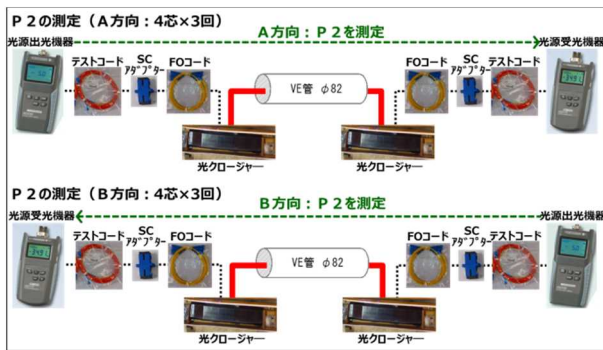 P2の測定（A方向：4芯×3回）
A方向：P2を測定
光源出光機器
光源受光機器
テストコード
SC
アダプター
FOコード
VE管 φ82
FOコード
SC
アダプター
テストコード
光クロージャー
光クロージャー
P2の測定（B方向：4芯×3回）
B方向：P2を測定
光源受光機器
光源出光機器
テストコード
SC
アダプター
FOコード
VE管 φ82
FOコード
SC
アダプター
テストコード
光クロージャー
光クロージャー